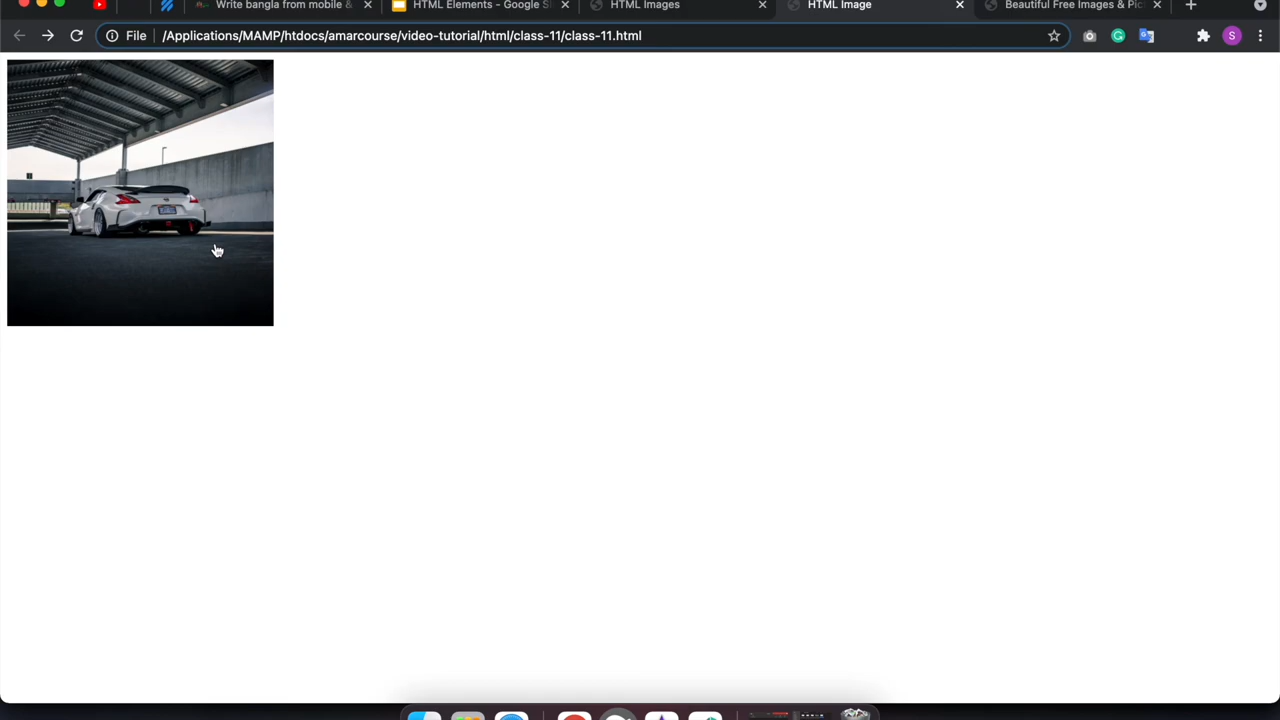 Write bangla from mobile &
HTML Elements - Google Sl
HTML Images
HTML Image
Beautiful Free Images & Pic
File
/Applications/MAMP/htdocs/amarcourse/video-tutorial/html/class-11/class-11.html
S